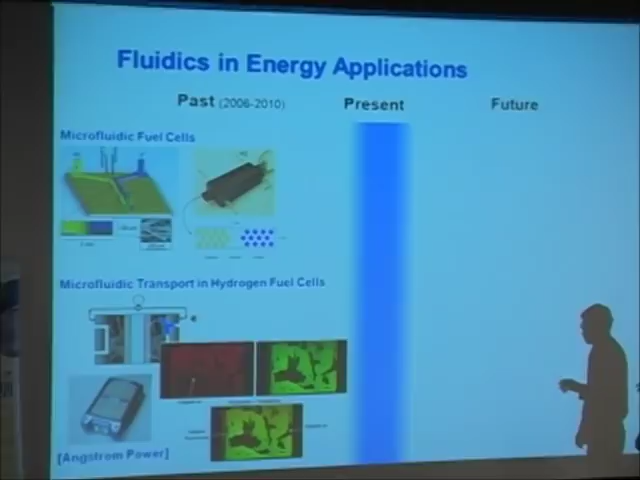 Fluidics in Energy Applications
Past (2006-2010)
Present
Future
Microfluidic Fuel Cells
Microfluidic Transport in Hydrogen Fuel Cells
[Angstrom Power]